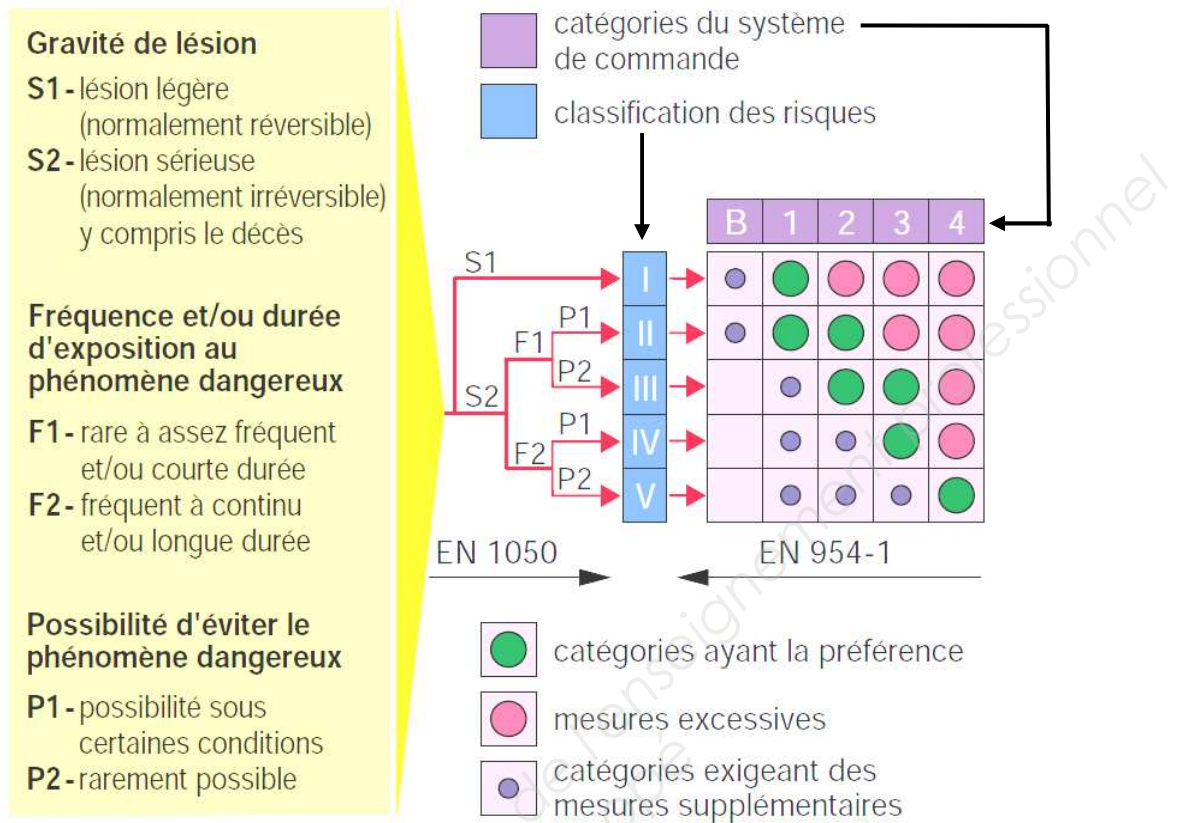 Gravité de lésion
S1 - lésion légère
(normalement réversible)
S2 - lésion sérieuse
(normalement irréversible)
y compris le décès
Fréquence et/ou durée
d'exposition au
phénomène dangereux
F1 - rare à assez fréquent
et/ou courte durée
F2 - fréquent à continu
et/ou longue durée
Possibilité d'éviter le
phénomène dangereux
P1 - possibilité sous
certaines conditions
P2 - rarement possible
catégories du système
de commande
classification des risques
B 1 2 3 4
S1
I
P1
II
F1
P2
III
S2
P1
IV
F2
P2
V
EN 1050
EN 954-1
catégories ayant la préférence
mesures excessives
catégories exigeant des
mesures supplémentaires
de l'enseignement professionnel